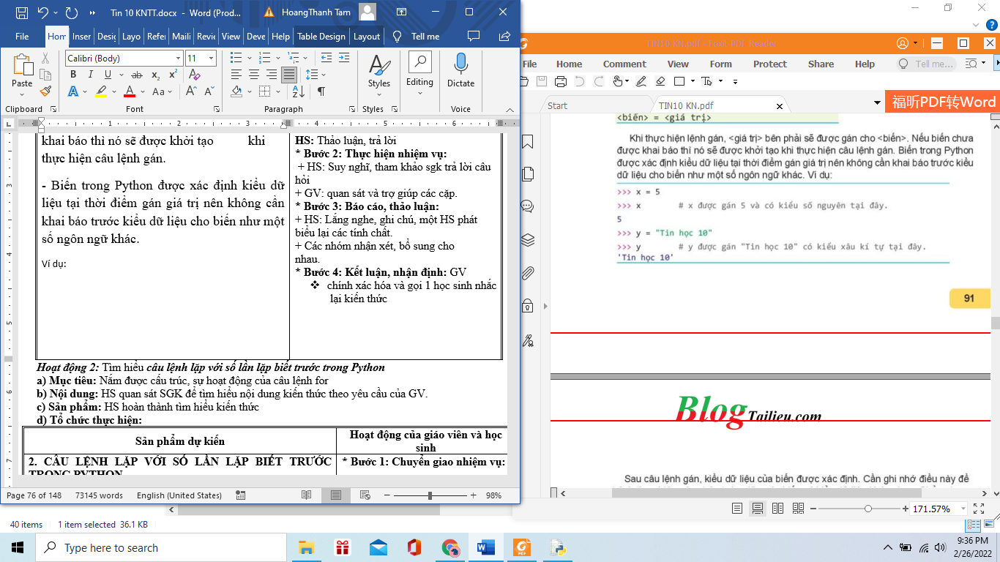 Tin 10 KNTT.docx - Word (Prod...
HoangThanh Tam
File Hom Inser Desig Layo Refer Maili Revie View Deve Help Table Design Layout Tell me
Calibri (Body) 11
Paste
Styles
Editing
Dictate
Clipboard Font Paragraph Styles Voice
khai báo thì nó sẽ được khởi tạo khi
thực hiện câu lệnh gán.
- Biến trong Python được xác định kiểu dữ
liệu tại thời điểm gán giá trị nên không cần
khai báo trước kiểu dữ liệu cho biến như một
số ngôn ngữ khác.
Ví dụ:
HS: Thảo luận, trả lời
* Bước 2: Thực hiện nhiệm vụ:
+ HS: Suy nghĩ, tham khảo sgk trả lời câu
hỏi
+ GV: quan sát và trợ giúp các cặp.
* Bước 3: Báo cáo, thảo luận:
+ HS: Lắng nghe, ghi chú, một HS phát
biểu lại các tính chất.
+ Các nhóm nhận xét, bổ sung cho
nhau.
* Bước 4: Kết luận, nhận định: GV
❖ chính xác hóa và gọi 1 học sinh nhắc
lại kiến thức
Hoạt động 2: Tìm hiểu câu lệnh lặp với số lần lặp biết trước trong Python
a) Mục tiêu: Nắm được cấu trúc, sự hoạt động của câu lệnh for
b) Nội dung: HS quan sát SGK để tìm hiểu nội dung kiến thức theo yêu cầu của GV.
c) Sản phẩm: HS hoàn thành tìm hiểu kiến thức
d) Tổ chức thực hiện:
Sản phẩm dự kiến
Hoạt động của giáo viên và học
sinh
2. CÂU LỆNH LẶP VỚI SỐ LẦN LẶP BIẾT TRƯỚC
TRONG PYTHON
* Bước 1: Chuyển giao nhiệm vụ:
Page 76 of 148 73145 words English (United States) 98%
40 items 1 item selected 36.1 KB
TIN10 KN.pdf - Foxit PDF Reader
File Home Comment View Form Protect Share Help Tell me...
Start TIN10 KN.pdf
福昕PDF转Word
<biến> = <giá trị>
Khi thực hiện lệnh gán, <giá trị> bên phải sẽ được gán cho <biến>. Nếu biến chưa
được khai báo thì nó sẽ được khởi tạo khi thực hiện câu lệnh gán. Biến trong Python
được xác định kiểu dữ liệu tại thời điểm gán giá trị nên không cần khai báo trước kiểu
dữ liệu cho biến như một số ngôn ngữ khác. Ví dụ:
>>> x = 5
>>> x # x được gán 5 và có kiểu số nguyên tại đây.
5
>>> y = "Tin học 10"
>>> y # y được gán "Tin học 10" có kiểu xâu kí tự tại đây.
'Tin học 10'
91
Blog Tailieu.com
Sau câu lệnh gán, kiểu dữ liệu của biến được xác định. Cần ghi nhớ điều này để
171.57%
Type here to search
9:36 PM
2/26/2022